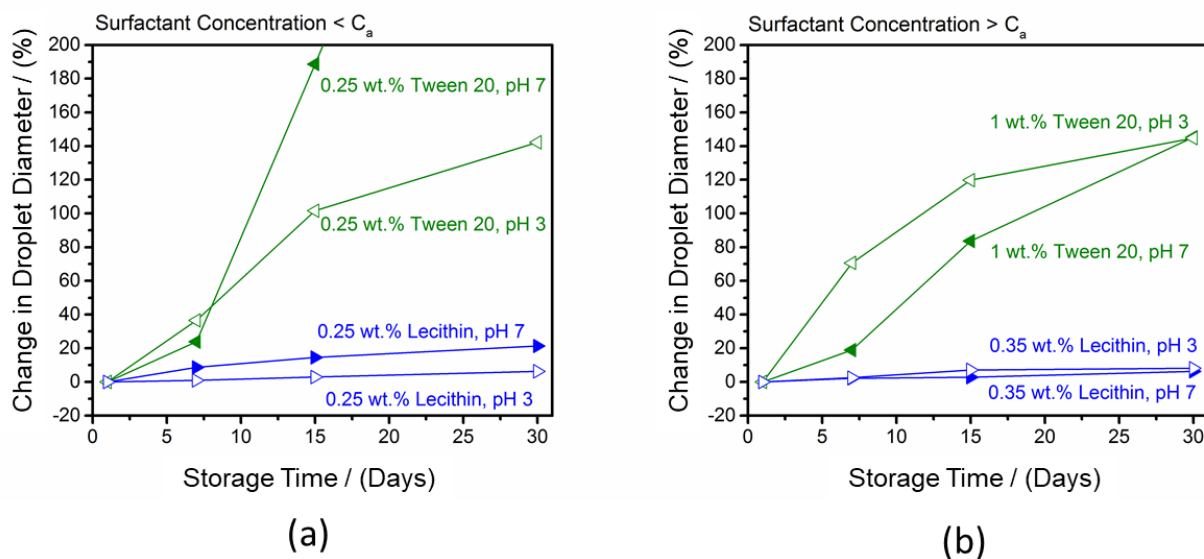 Surfactant Concentration < Ca
200
180
160
140
120
100
80
60
40
20
0
-20
Change in Droplet Diameter / (%)
0.25 wt.% Tween 20, pH 7
0.25 wt.% Tween 20, pH 3
0.25 wt.% Lecithin, pH 7
0.25 wt.% Lecithin, pH 3
0 5 10 15 20 25 30
Storage Time / (Days)
(a)
Surfactant Concentration > Ca
200
180
160
140
120
100
80
60
40
20
0
-20
Change in Droplet Diameter / (%)
1 wt.% Tween 20, pH 3
1 wt.% Tween 20, pH 7
0.35 wt.% Lecithin, pH 3
0.35 wt.% Lecithin, pH 7
0 5 10 15 20 25 30
Storage Time / (Days)
(b)